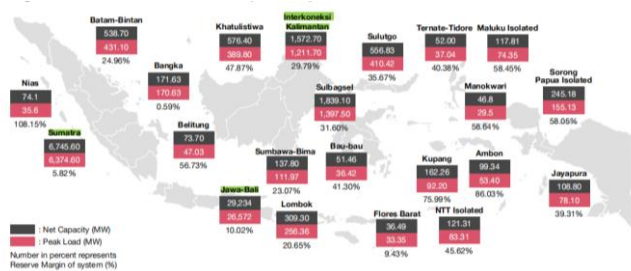 Batam-Bintan
538.70
431.10
24.96%
Khatulistiwa
576.40
389.80
47.87%
Interkoneksi
Kalimantan
1,572.70
1,211.70
29.79%
Sulutgo
556.83
410.42
35.67%
Ternate-Tidore
52.00
37.04
40.38%
Maluku Isolated
117.81
74.35
58.45%
Nias
74.1
35.6
108.15%
Bangka
171.63
170.63
0.59%
Sulbagsel
1,839.10
1,397.50
31.60%
Manokwari
46.8
29.5
58.64%
Sorong
Papua Isolated
245.18
155.13
58.06%
Sumatra
6,745.60
6,374.60
5.82%
Belitung
73.70
47.03
56.73%
Sumbawa-Bima
137.80
111.97
23.07%
Bau-bau
51.46
36.42
41.30%
Kupang
162.26
92.20
75.99%
Ambon
99.34
53.40
86.03%
Jayapura
108.80
78.10
39.31%
Jawa-Bali
29,234
26,572
10.02%
Lombok
309.30
256.36
20.65%
Flores Barat
36.49
33.35
9.43%
NTT Isolated
121.31
83.31
45.62%
: Net Capacity (MW)
: Peak Load (MW)
Number in percent represents
Reserve Margin of system (%)